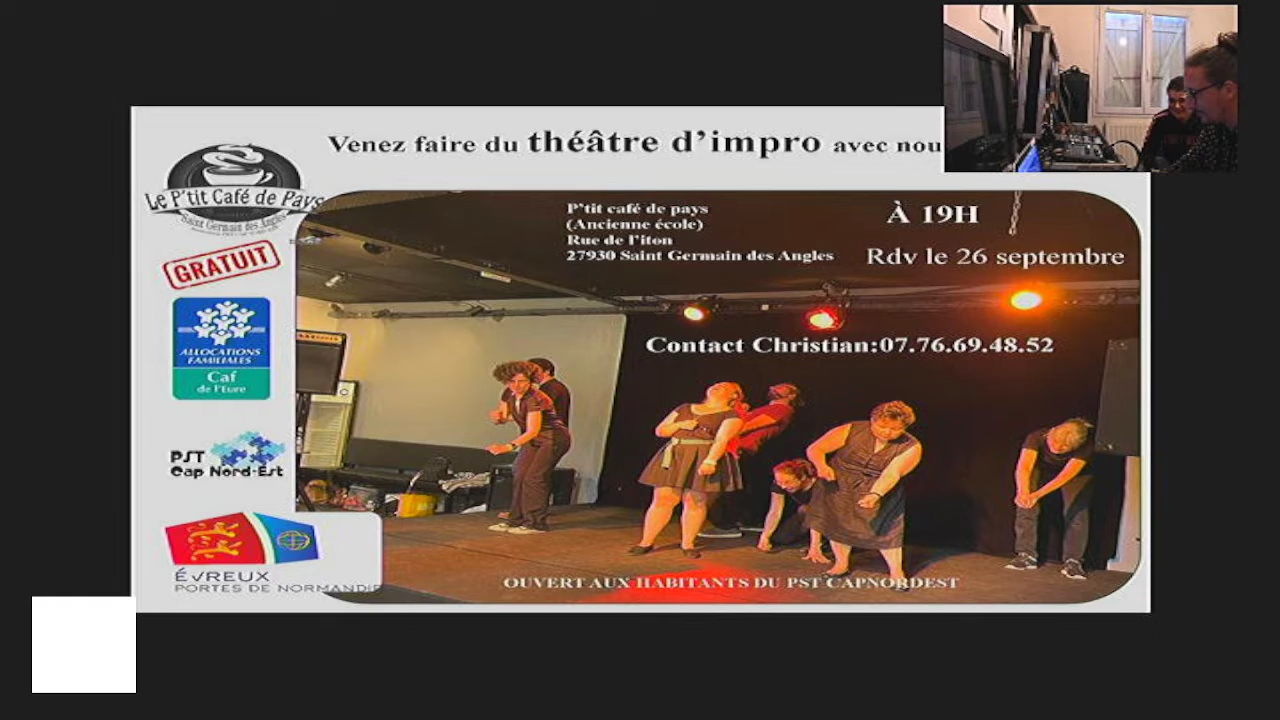 Venez faire du théâtre d'impro avec nou
Le P'tit Café de Pays
Saint Germain des Angles
GRATUIT
P'tit café de pays
(Ancienne école)
Rue de l'iton
27930 Saint Germain des Angles
À 19H
Rdv le 26 septembre
Contact Christian:07.76.69.48.52
ALLOCATIONS
FAMILIALES
Caf
de l'Eure
PST
Cap Nord-Est
ÉVREUX
PORTES DE NORMANDIE
OUVERT AUX HABITANTS DU PST CAPNORDEST